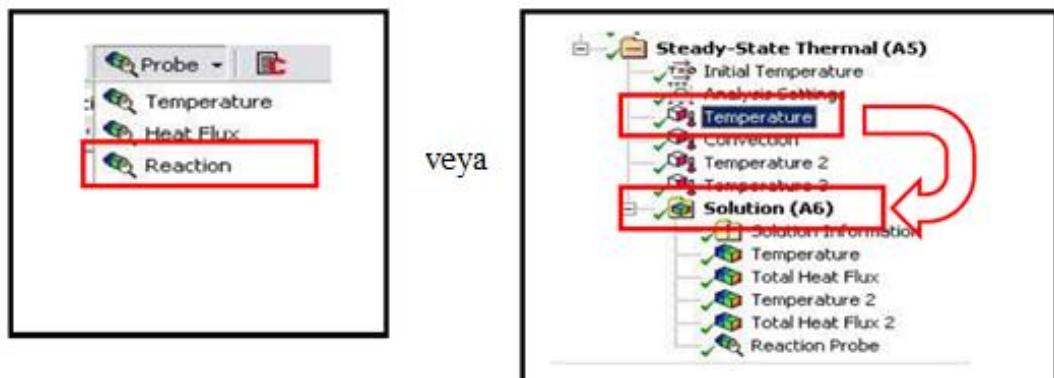 Probe
Temperature
Heat Flux
Reaction
veya
Steady-State Thermal (A5)
Initial Temperature
Analysis Settings
Temperature
Convection
Temperature 2
Temperature 3
Solution (A6)
Solution Information
Temperature
Total Heat Flux
Temperature 2
Total Heat Flux 2
Reaction Probe